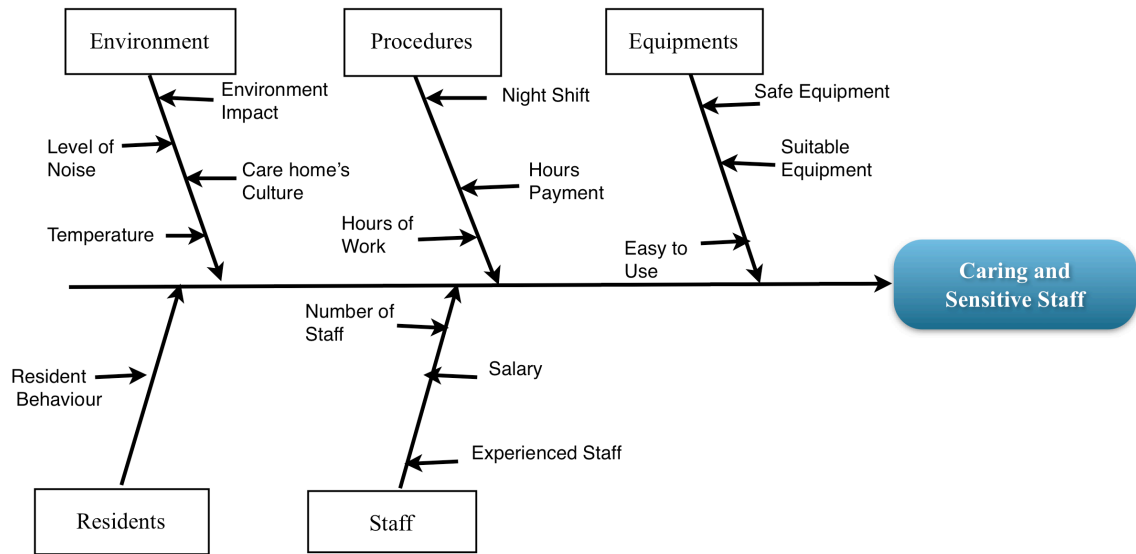 Environment
Procedures
Equipments
Environment
Impact
Level of
Noise
Care home's
Culture
Temperature
Night Shift
Hours
Payment
Hours of
Work
Safe Equipment
Suitable
Equipment
Easy to
Use
Caring and
Sensitive Staff
Resident
Behaviour
Number of
Staff
Salary
Experienced Staff
Residents
Staff